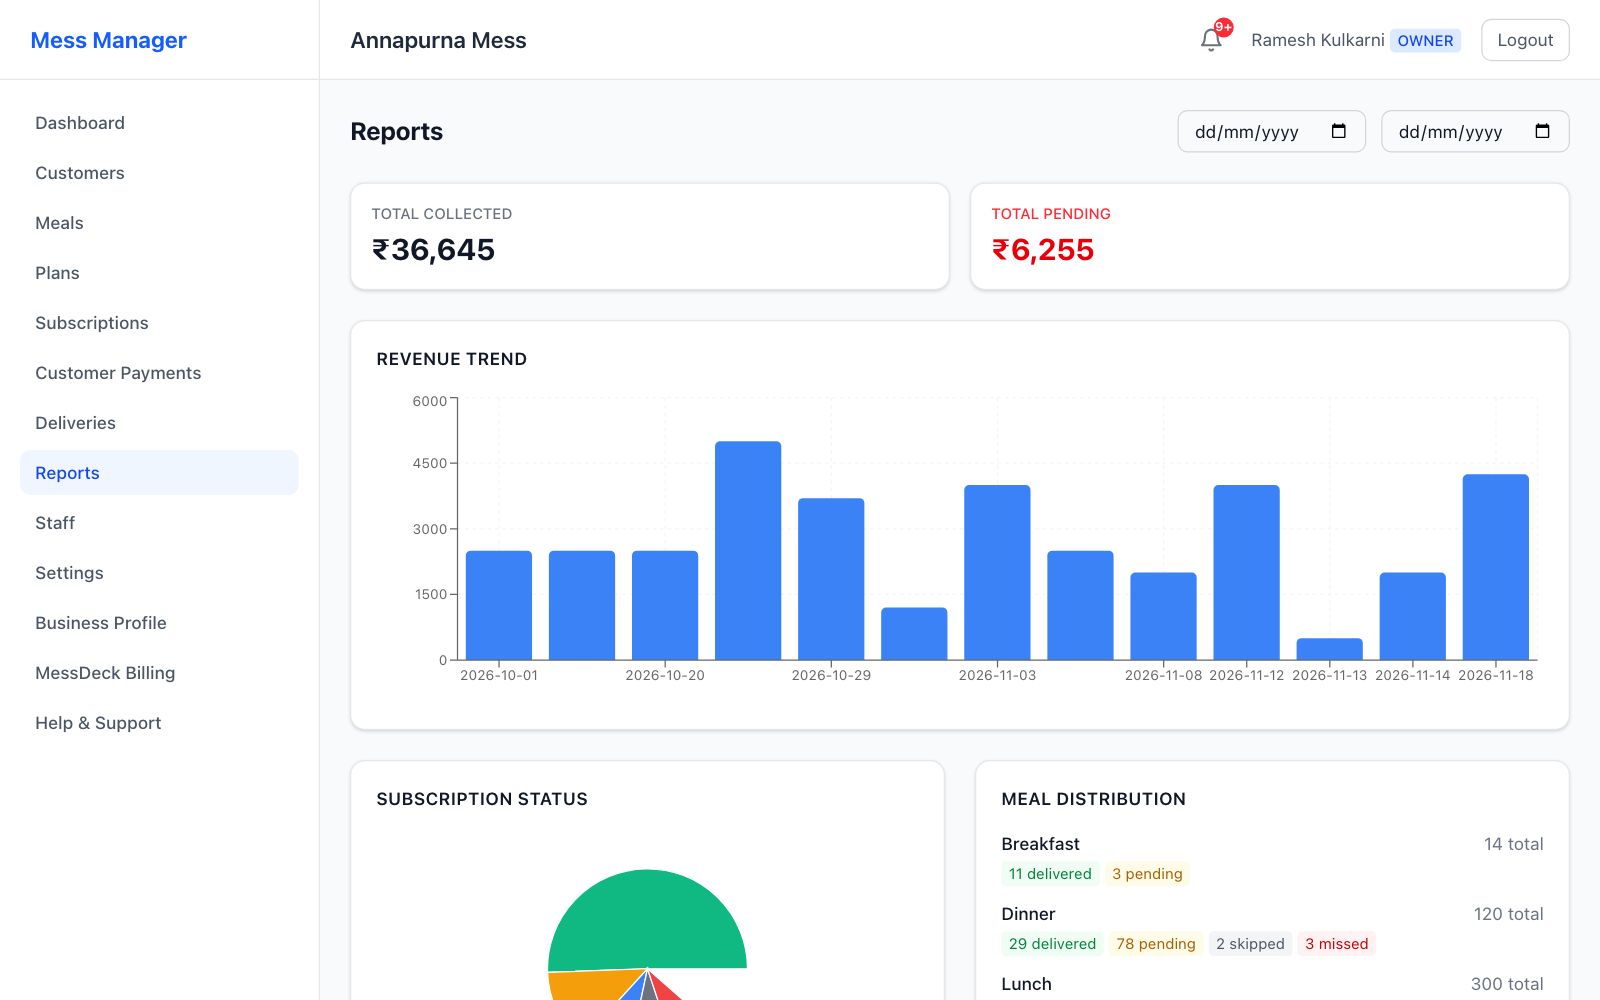 Mess Manager
Annapurna Mess
9+
Ramesh Kulkarni OWNER
Logout
Dashboard
Customers
Meals
Plans
Subscriptions
Customer Payments
Deliveries
Reports
Staff
Settings
Business Profile
MessDeck Billing
Help & Support
Reports
dd/mm/yyyy
dd/mm/yyyy
TOTAL COLLECTED
₹36,645
TOTAL PENDING
₹6,255
REVENUE TREND
6000
4500
3000
1500
0
2026-10-01 2026-10-20 2026-10-29 2026-11-03 2026-11-08 2026-11-12 2026-11-13 2026-11-14 2026-11-18
SUBSCRIPTION STATUS
MEAL DISTRIBUTION
Breakfast 14 total
11 delivered 3 pending
Dinner 120 total
29 delivered 78 pending 2 skipped 3 missed
Lunch 300 total